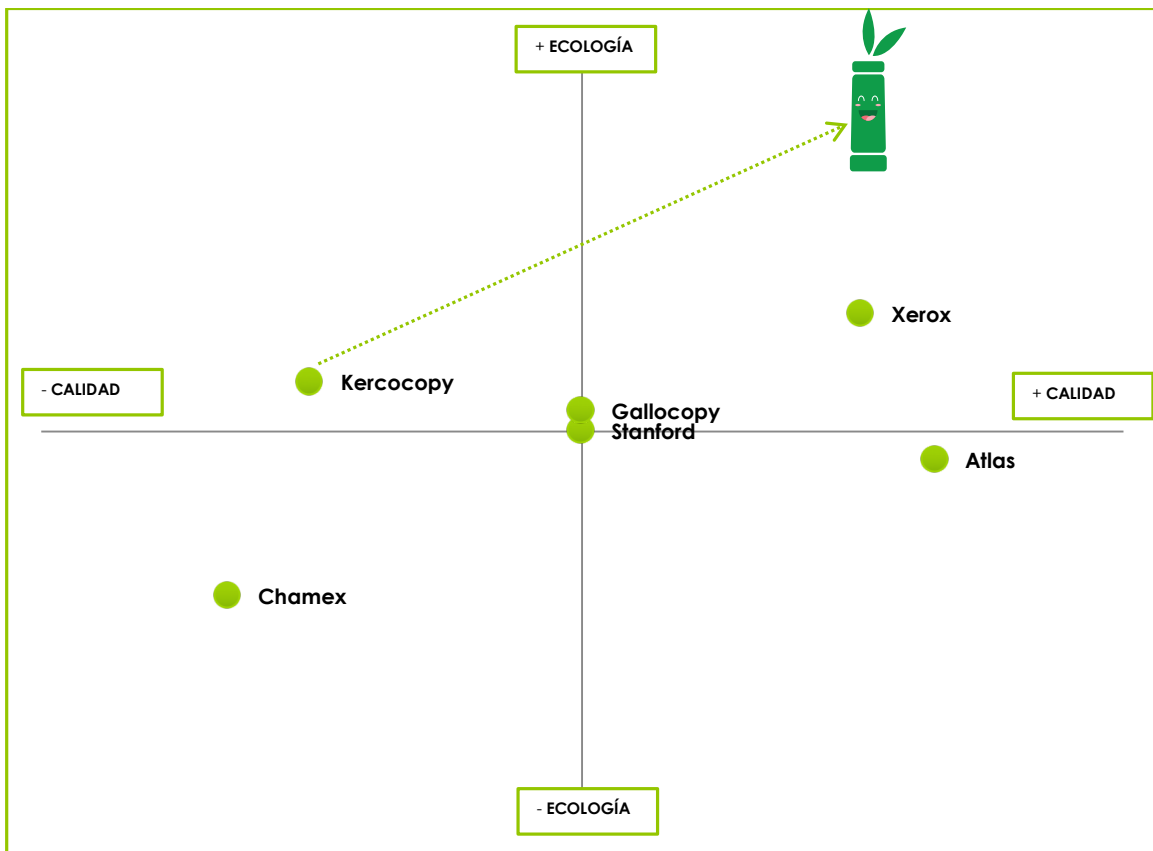 + ECOLOGÍA
Xerox
Kercocopy
- CALIDAD
+ CALIDAD
Gallocopy
Stanford
Atlas
Chamex
- ECOLOGÍA